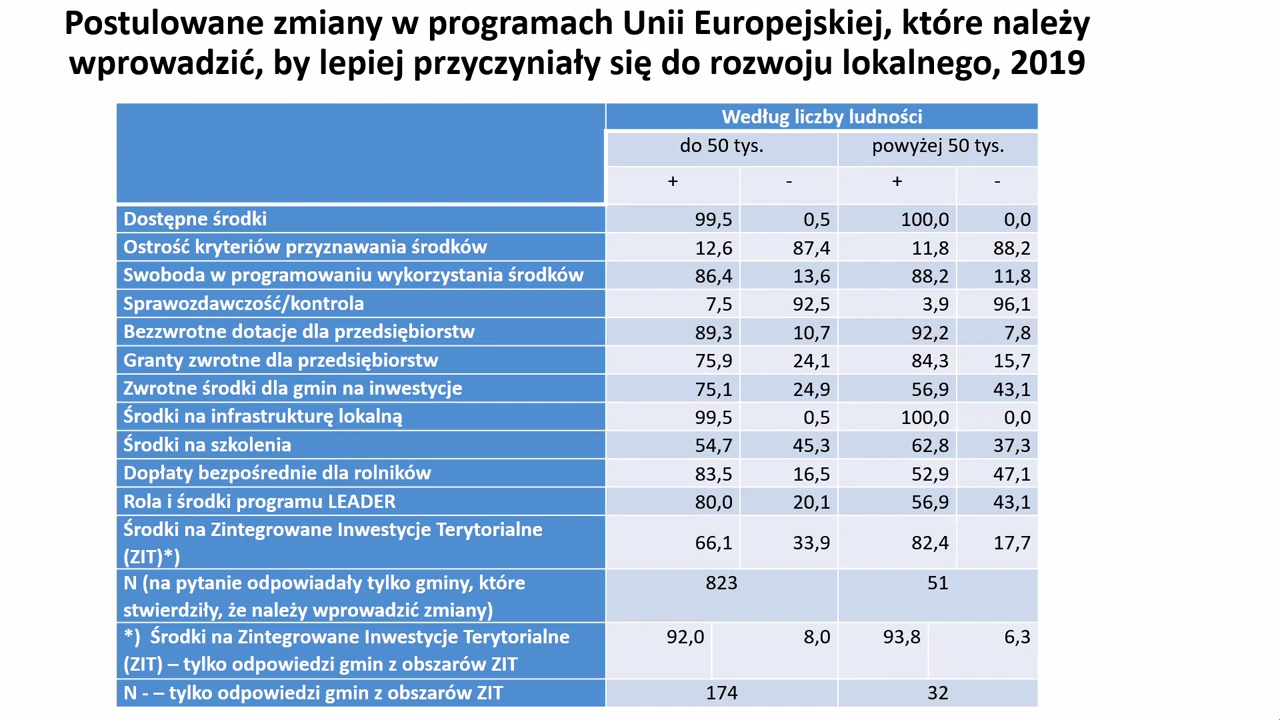 Postulowane zmiany w programach Unii Europejskiej, które należy
wprowadzić, by lepiej przyczyniały się do rozwoju lokalnego, 2019
Według liczby ludności
do 50 tys. powyżej 50 tys.
+ - + -
Dostępne środki 99,5 0,5 100,0 0,0
Ostrość kryteriów przyznawania środków 12,6 87,4 11,8 88,2
Swoboda w programowaniu wykorzystania środków 86,4 13,6 88,2 11,8
Sprawozdawczość/kontrola 7,5 92,5 3,9 96,1
Bezzwrotne dotacje dla przedsiębiorstw 89,3 10,7 92,2 7,8
Granty zwrotne dla przedsiębiorstw 75,9 24,1 84,3 15,7
Zwrotne środki dla gmin na inwestycje 75,1 24,9 56,9 43,1
Środki na infrastrukturę lokalną 99,5 0,5 100,0 0,0
Środki na szkolenia 54,7 45,3 62,8 37,3
Dopłaty bezpośrednie dla rolników 83,5 16,5 52,9 47,1
Rola i środki programu LEADER 80,0 20,1 56,9 43,1
Środki na Zintegrowane Inwestycje Terytorialne
(ZIT)*) 66,1 33,9 82,4 17,7
N (na pytanie odpowiadały tylko gminy, które 823 51
stwierdziły, że należy wprowadzić zmiany)
*) Środki na Zintegrowane Inwestycje Terytorialne 92,0 8,0 93,8 6,3
(ZIT) – tylko odpowiedzi gmin z obszarów ZIT
N - – tylko odpowiedzi gmin z obszarów ZIT 174 32